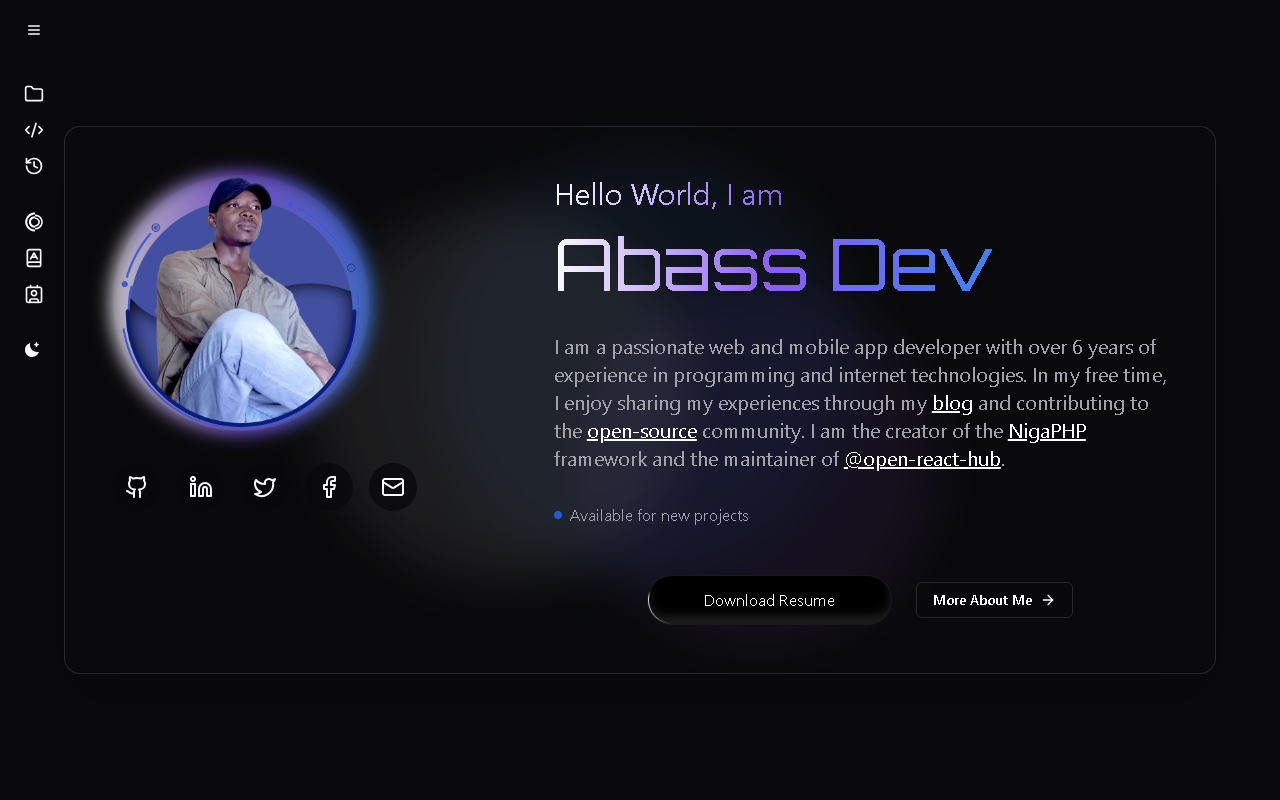 Hello World, I am
Abass Dev
I am a passionate web and mobile app developer with over 6 years of
experience in programming and internet technologies. In my free time,
I enjoy sharing my experiences through my blog and contributing to
the open-source community. I am the creator of the NigaPHP
framework and the maintainer of @open-react-hub.
Available for new projects
Download Resume
More About Me